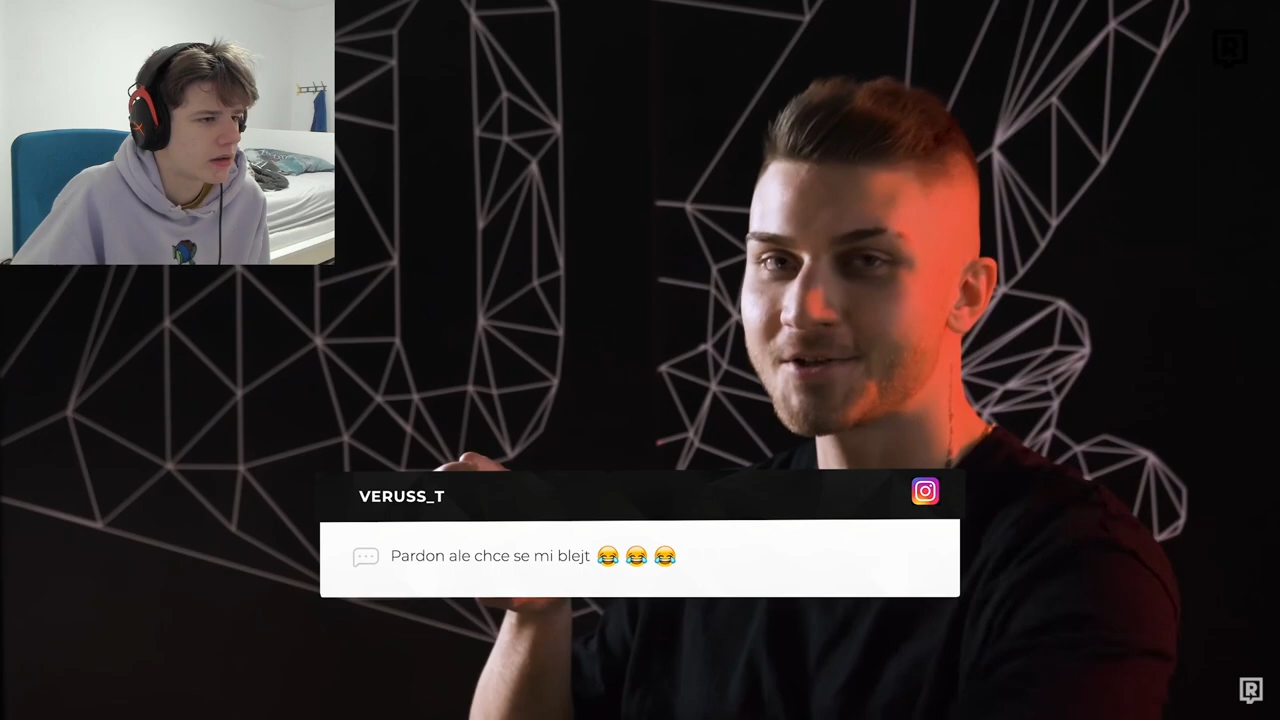 VERUSS_T
Pardon ale chce se mi blejt 😂 😂 😂
R